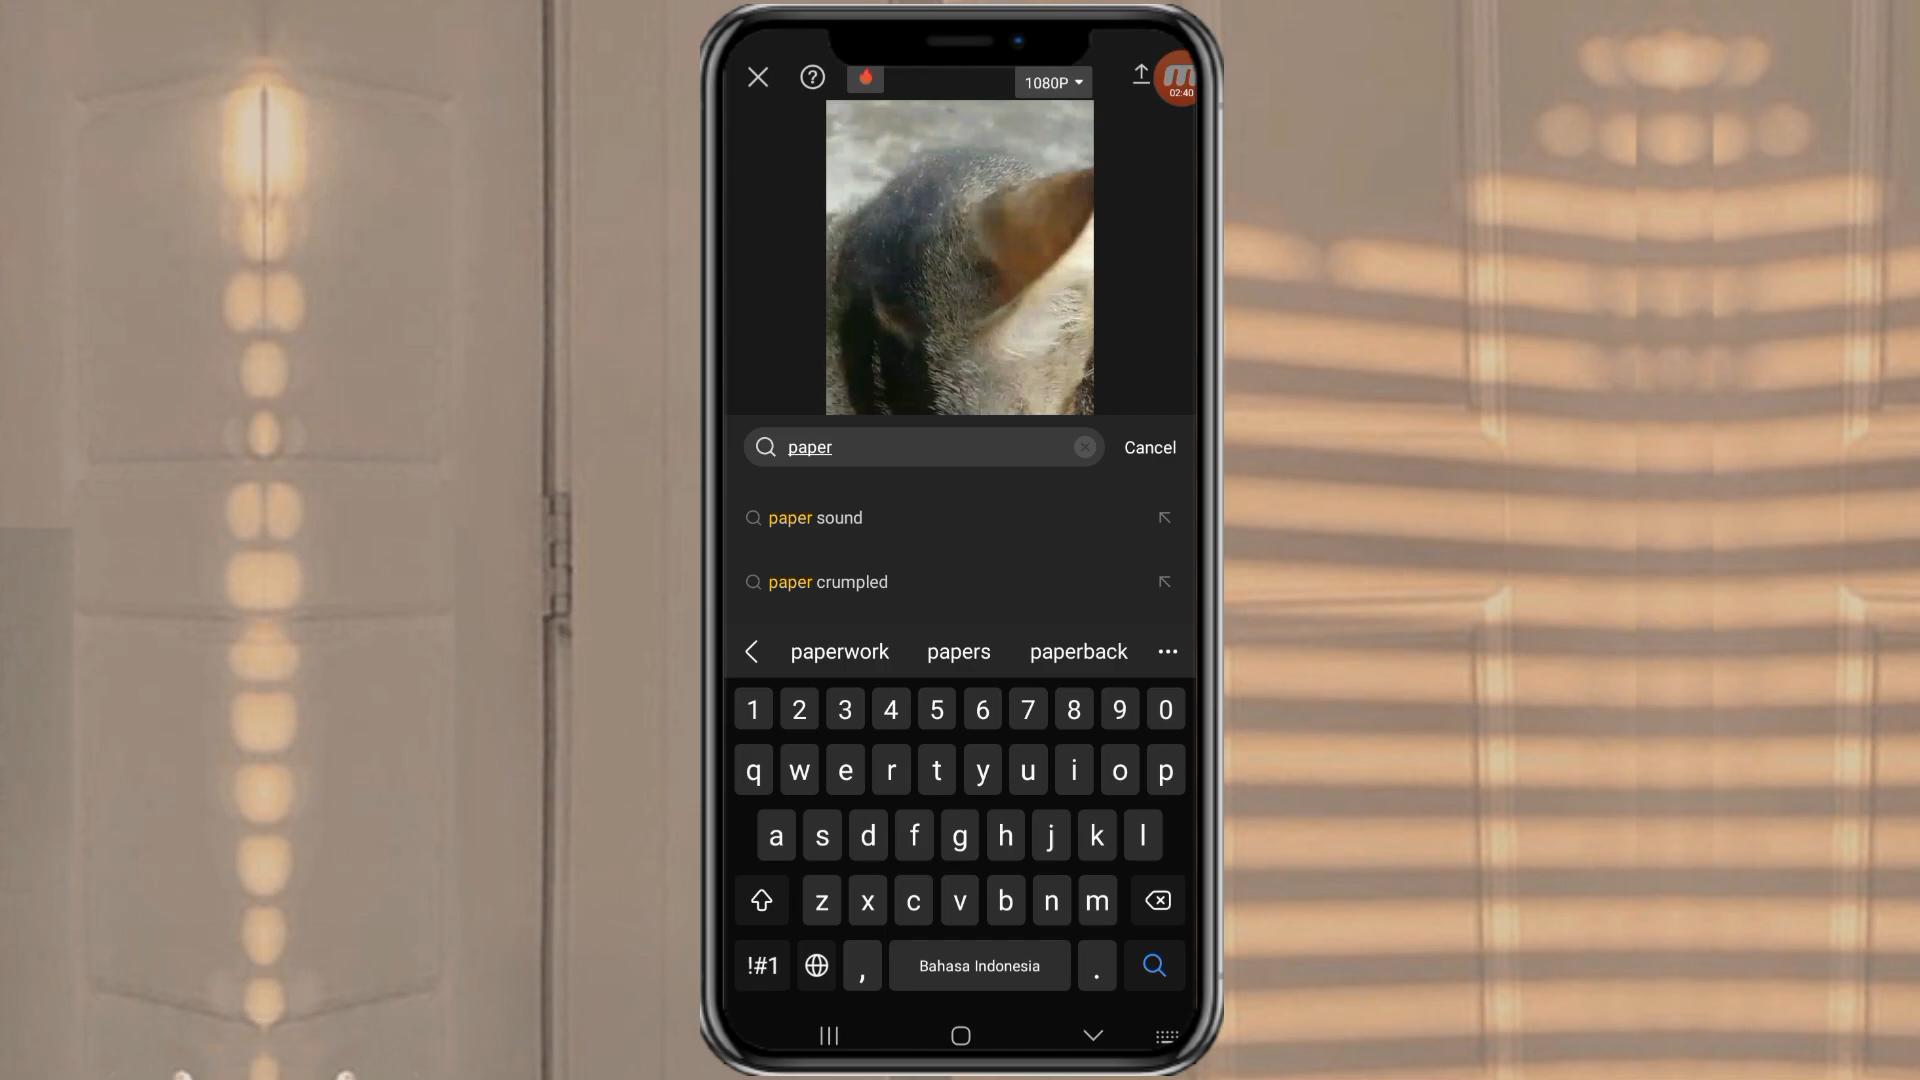 1080P
02:40
paper
Cancel
paper sound
paper crumpled
paperwork papers paperback
1 2 3 4 5 6 7 8 9 0
q w e r t y u i o p
a s d f g h j k l
z x c v b n m
!#1 , Bahasa Indonesia .